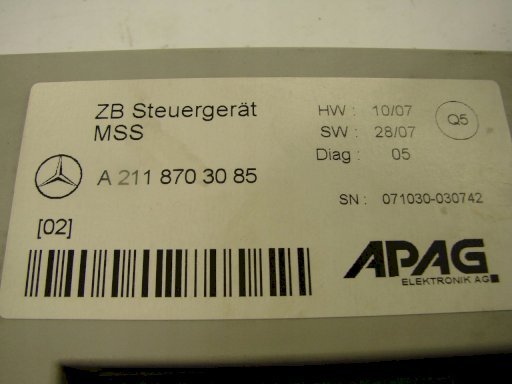 ZB Steuergerät
MSS
A 211 870 30 85
[02]
HW : 10/07
SW : 28/07
Diag : 05
Q5
SN : 071030-030742
APAG
ELEKTRONIK AG